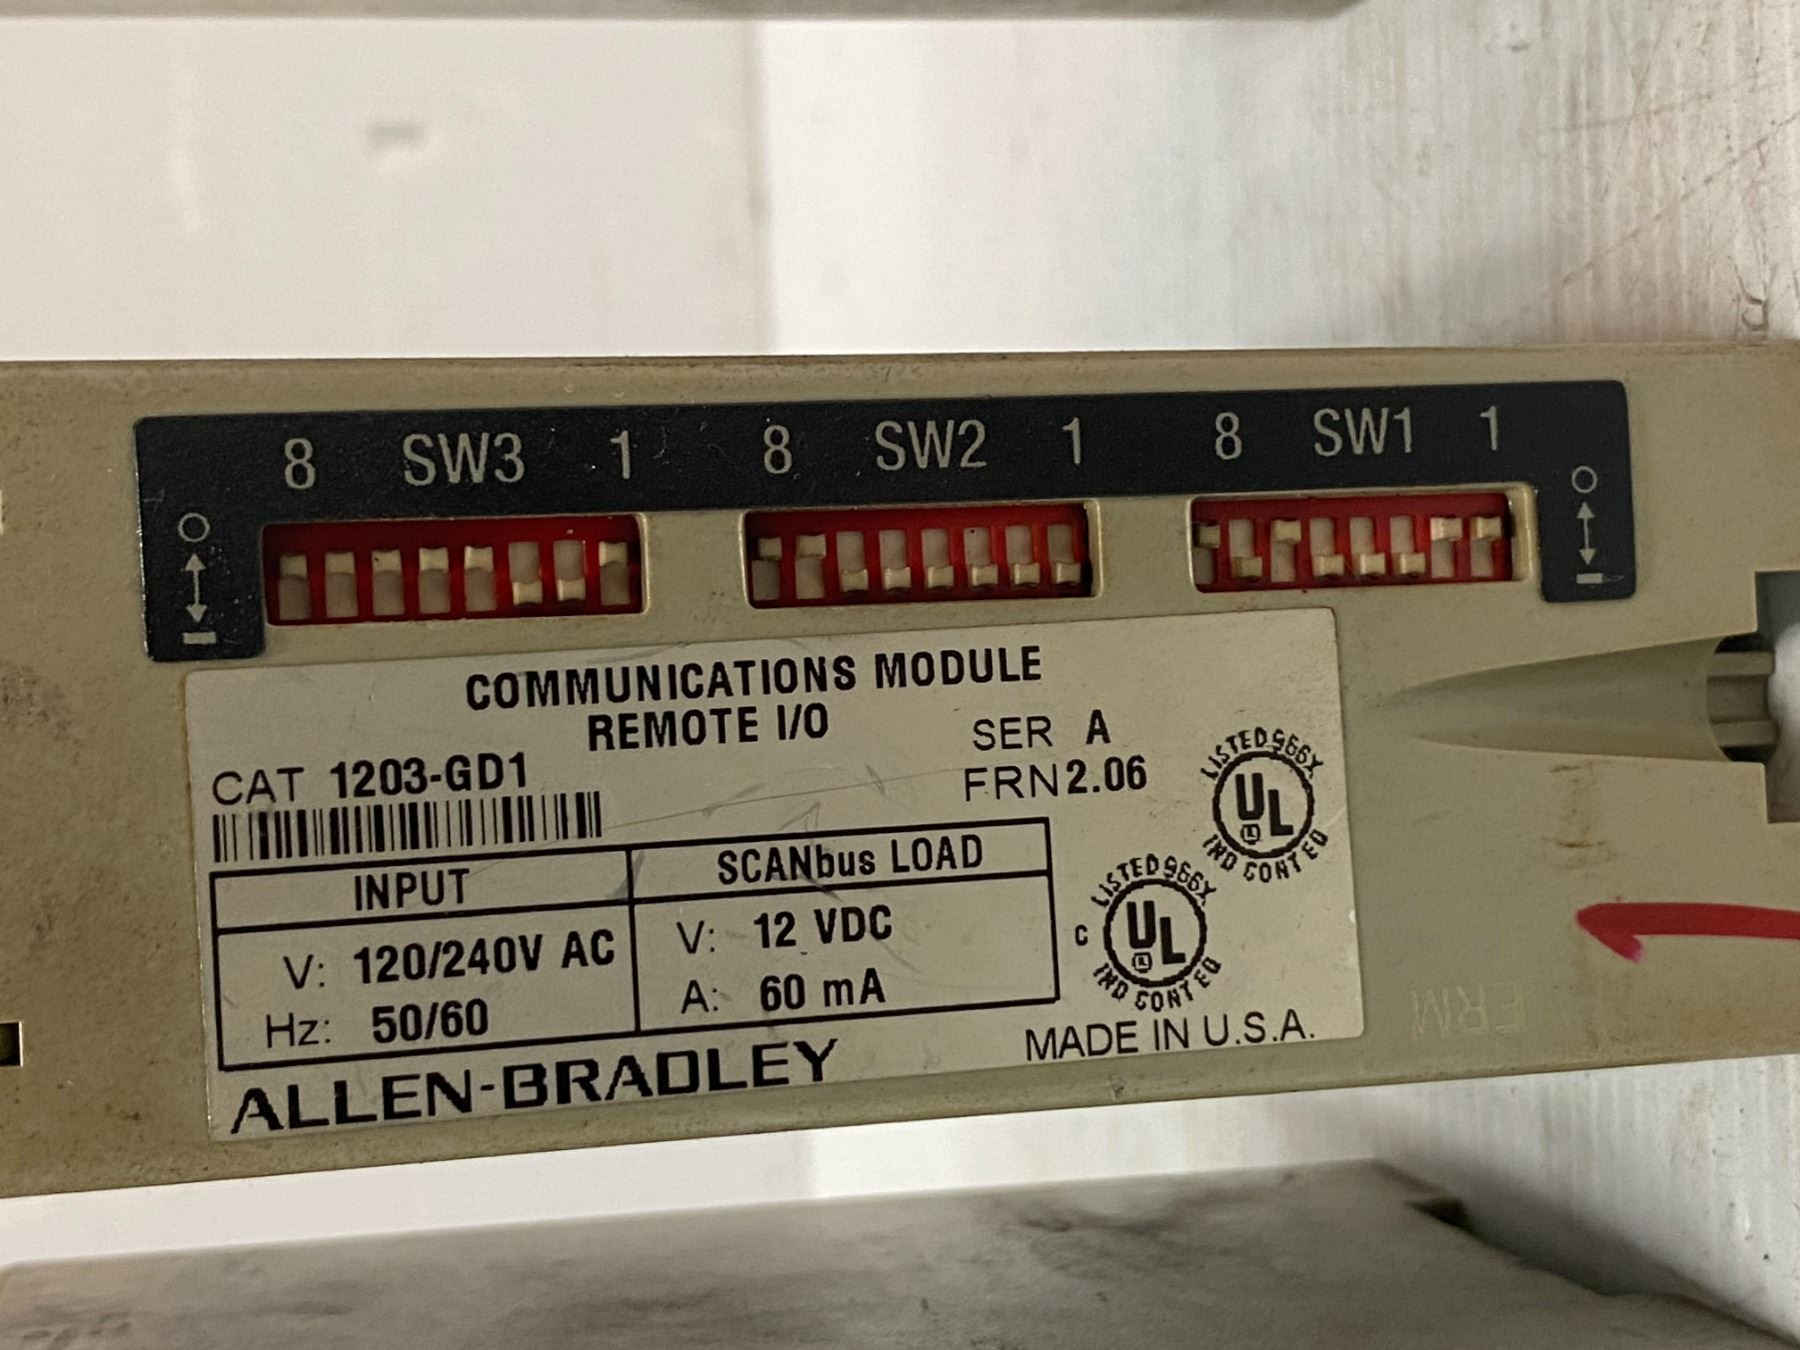 8 SW3 1 8 SW2 1 8 SW1 1
COMMUNICATIONS MODULE
REMOTE I/O
SER A
CAT 1203-GD1
FRN 2.06
LISTED 966X
UL
IND CONT EQ
INPUT
SCANbus LOAD
V: 120/240V AC
V: 12 VDC
Hz: 50/60
A: 60 mA
LISTED 966X
C UL
IND CONT EQ
ALLEN-BRADLEY
MADE IN U.S.A.